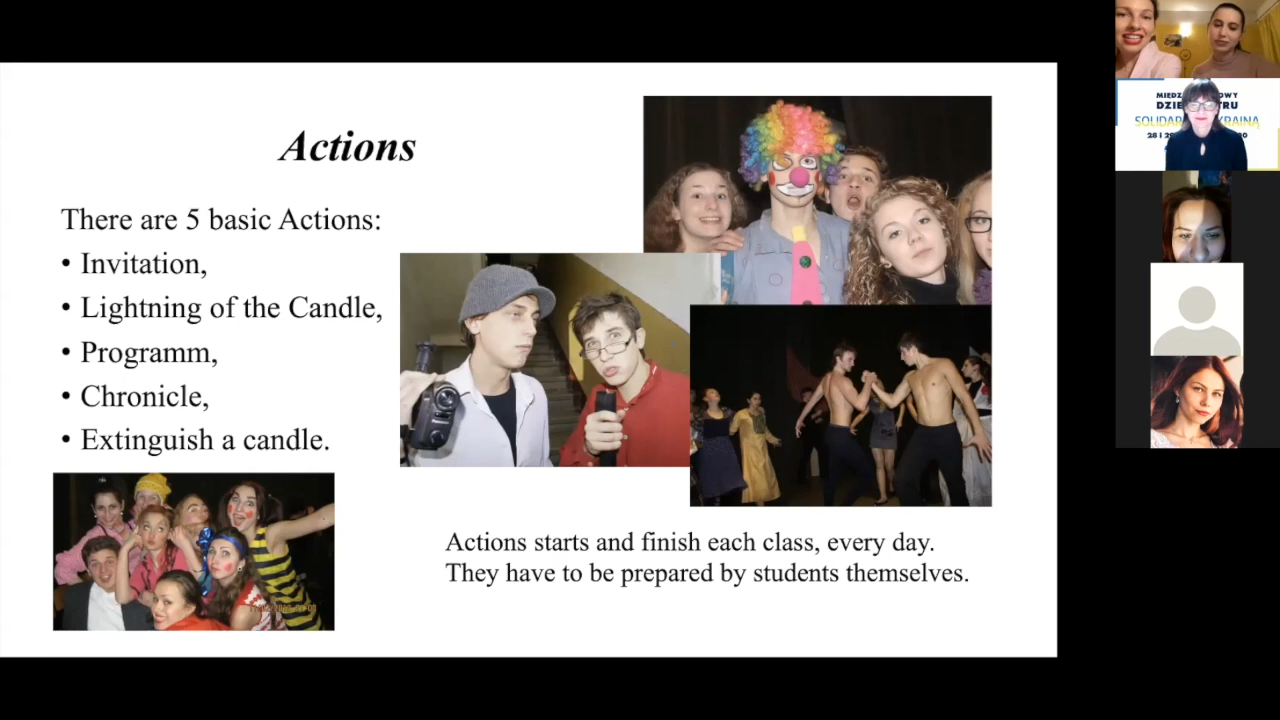 Actions
There are 5 basic Actions:
• Invitation,
• Lightning of the Candle,
• Programm,
• Chronicle,
• Extinguish a candle.
Actions starts and finish each class, every day.
They have to be prepared by students themselves.
28 i